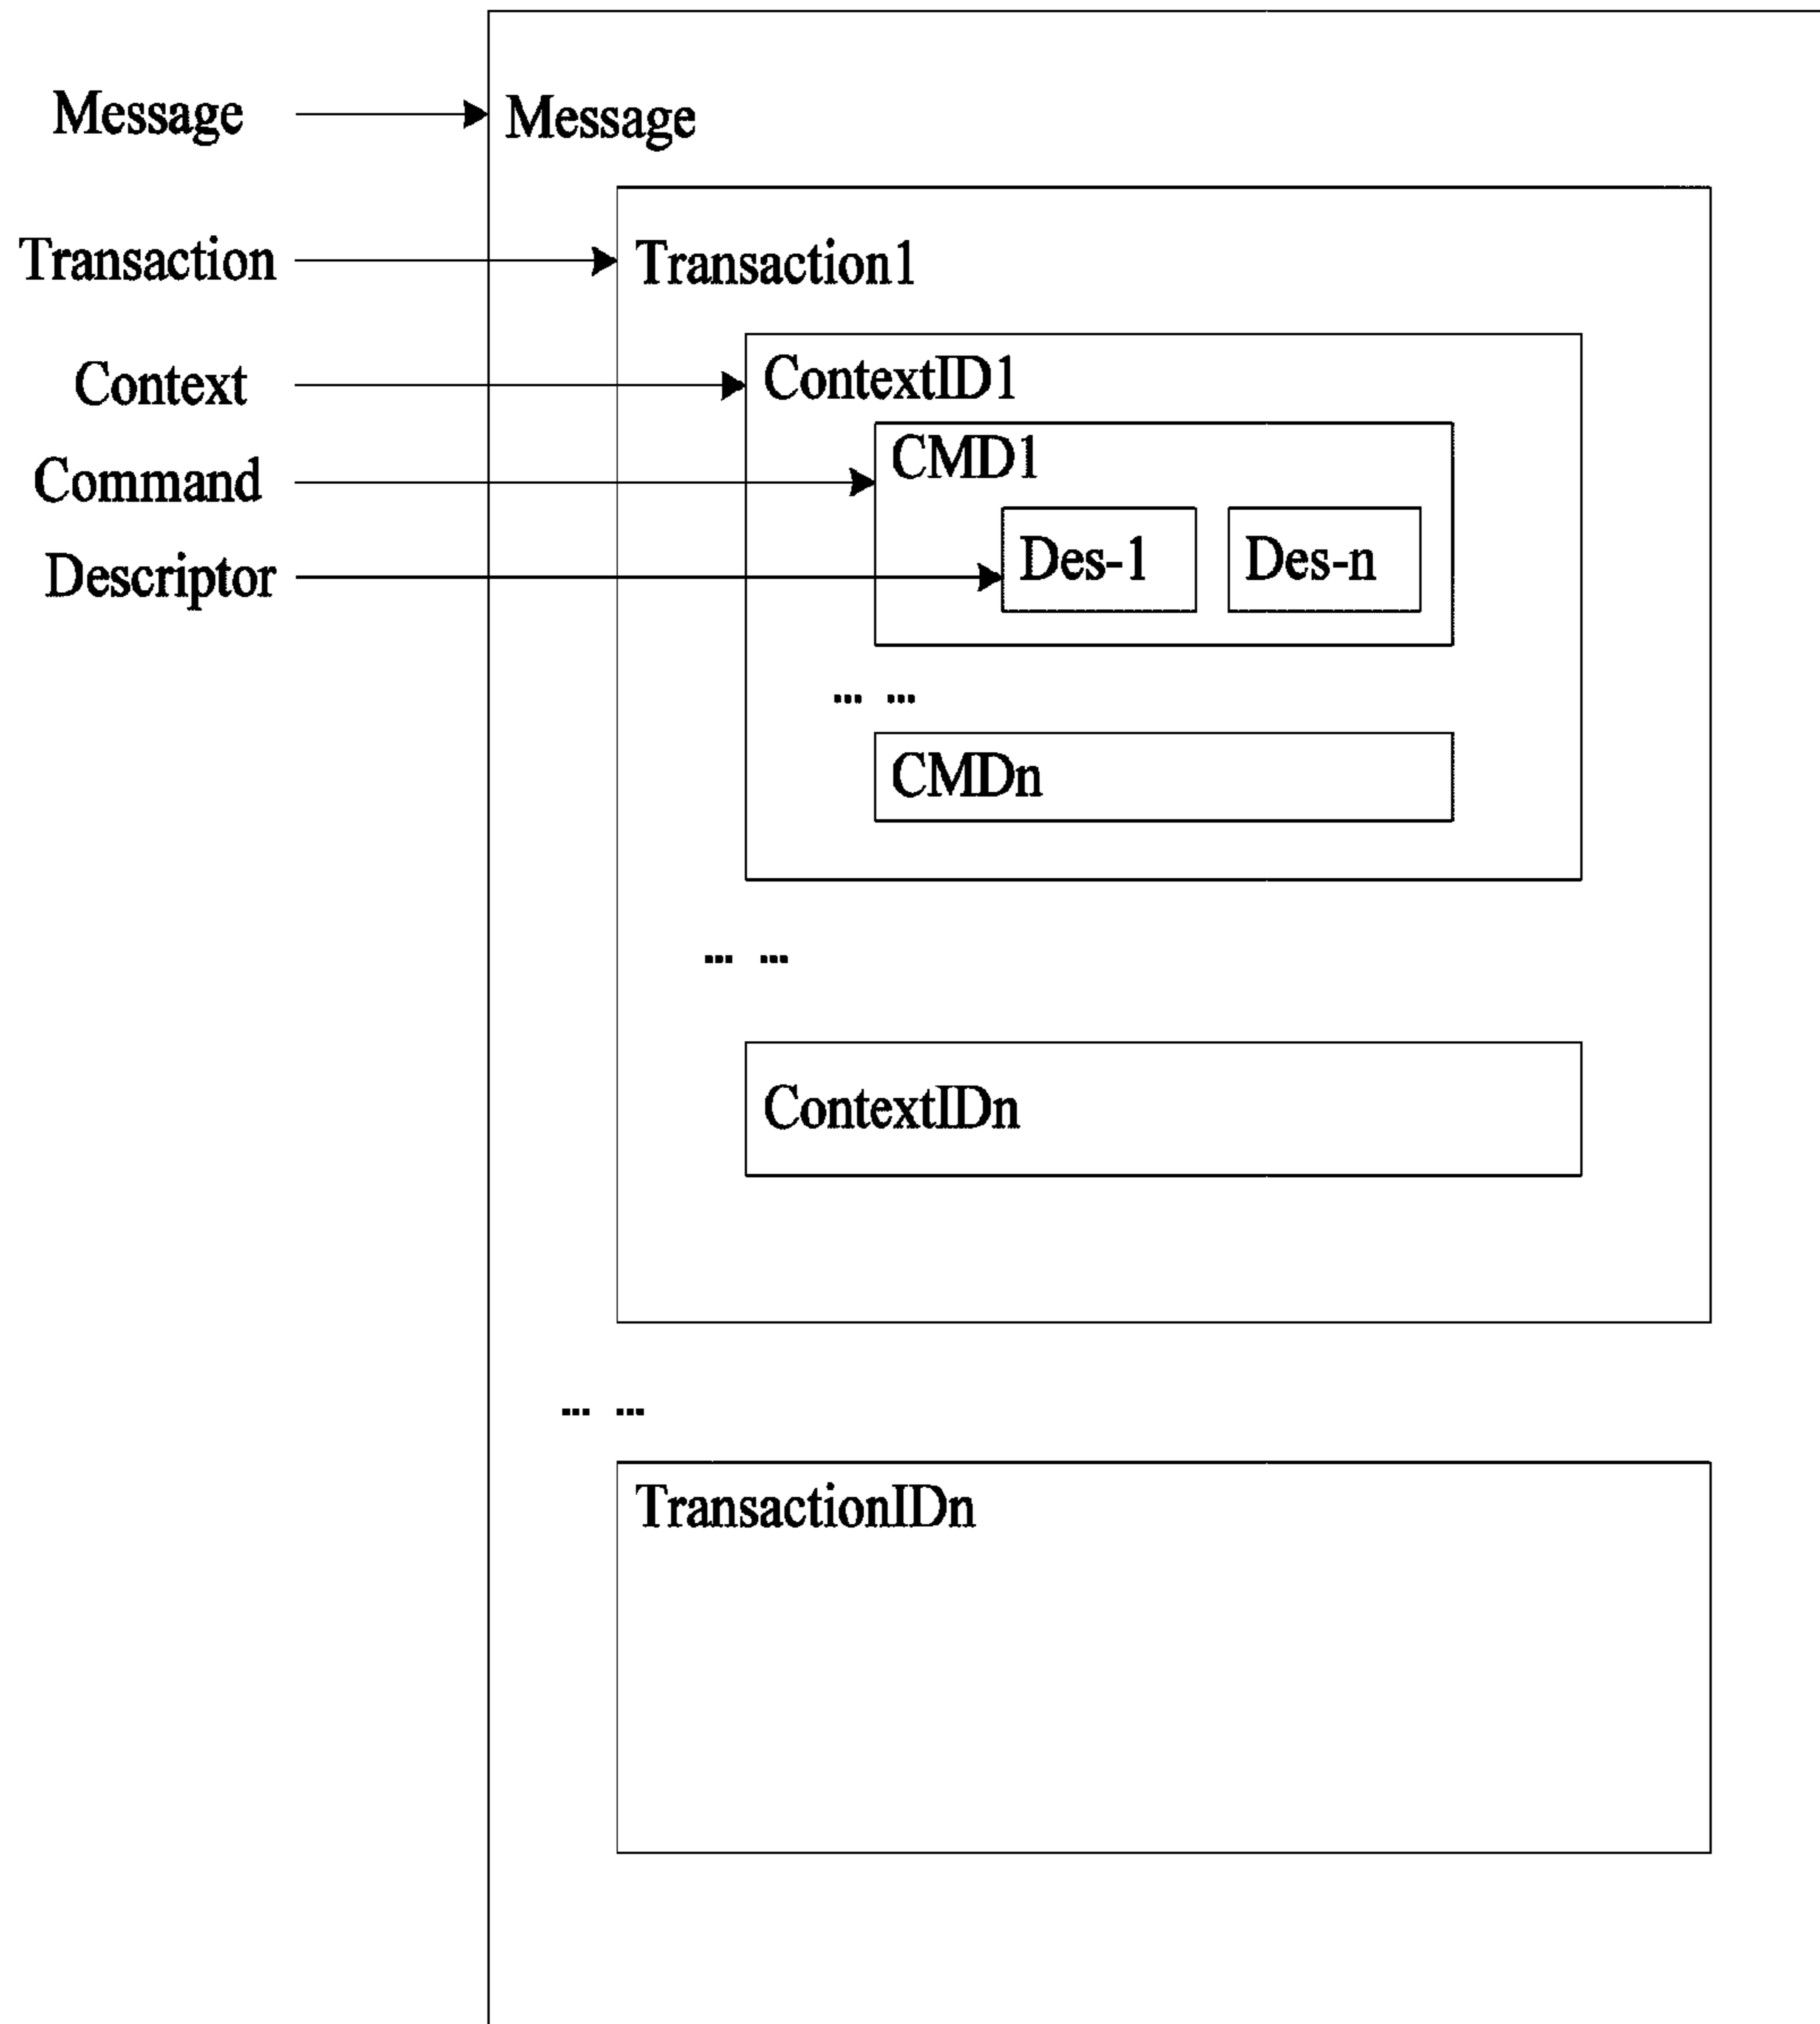 Message Message
Transaction Transaction1
Context ContextID1
Command CMD1
Descriptor Des-1 Des-n
... ...
CMDn
... ...
ContextIDn
... ...
TransactionIDn